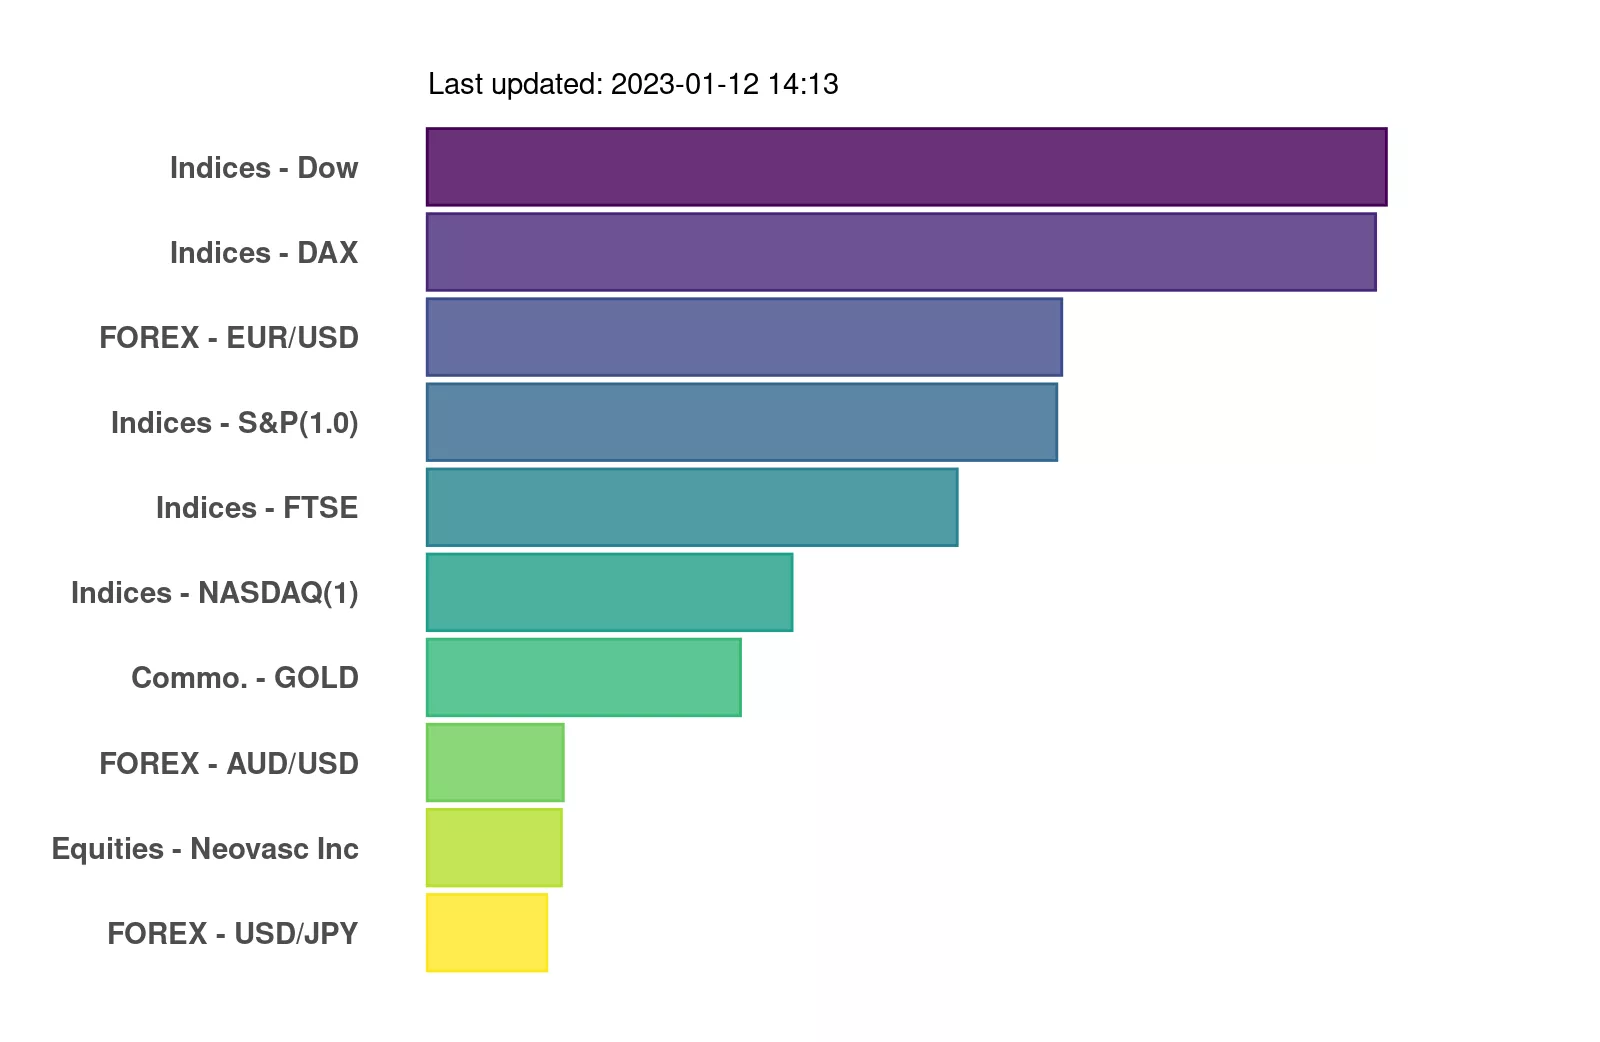 Last updated: 2023-01-12 14:13
Indices - Dow
Indices - DAX
FOREX - EUR/USD
Indices - S&P(1.0)
Indices - FTSE
Indices - NASDAQ(1)
Commo. - GOLD
FOREX - AUD/USD
Equities - Neovasc Inc
FOREX - USD/JPY